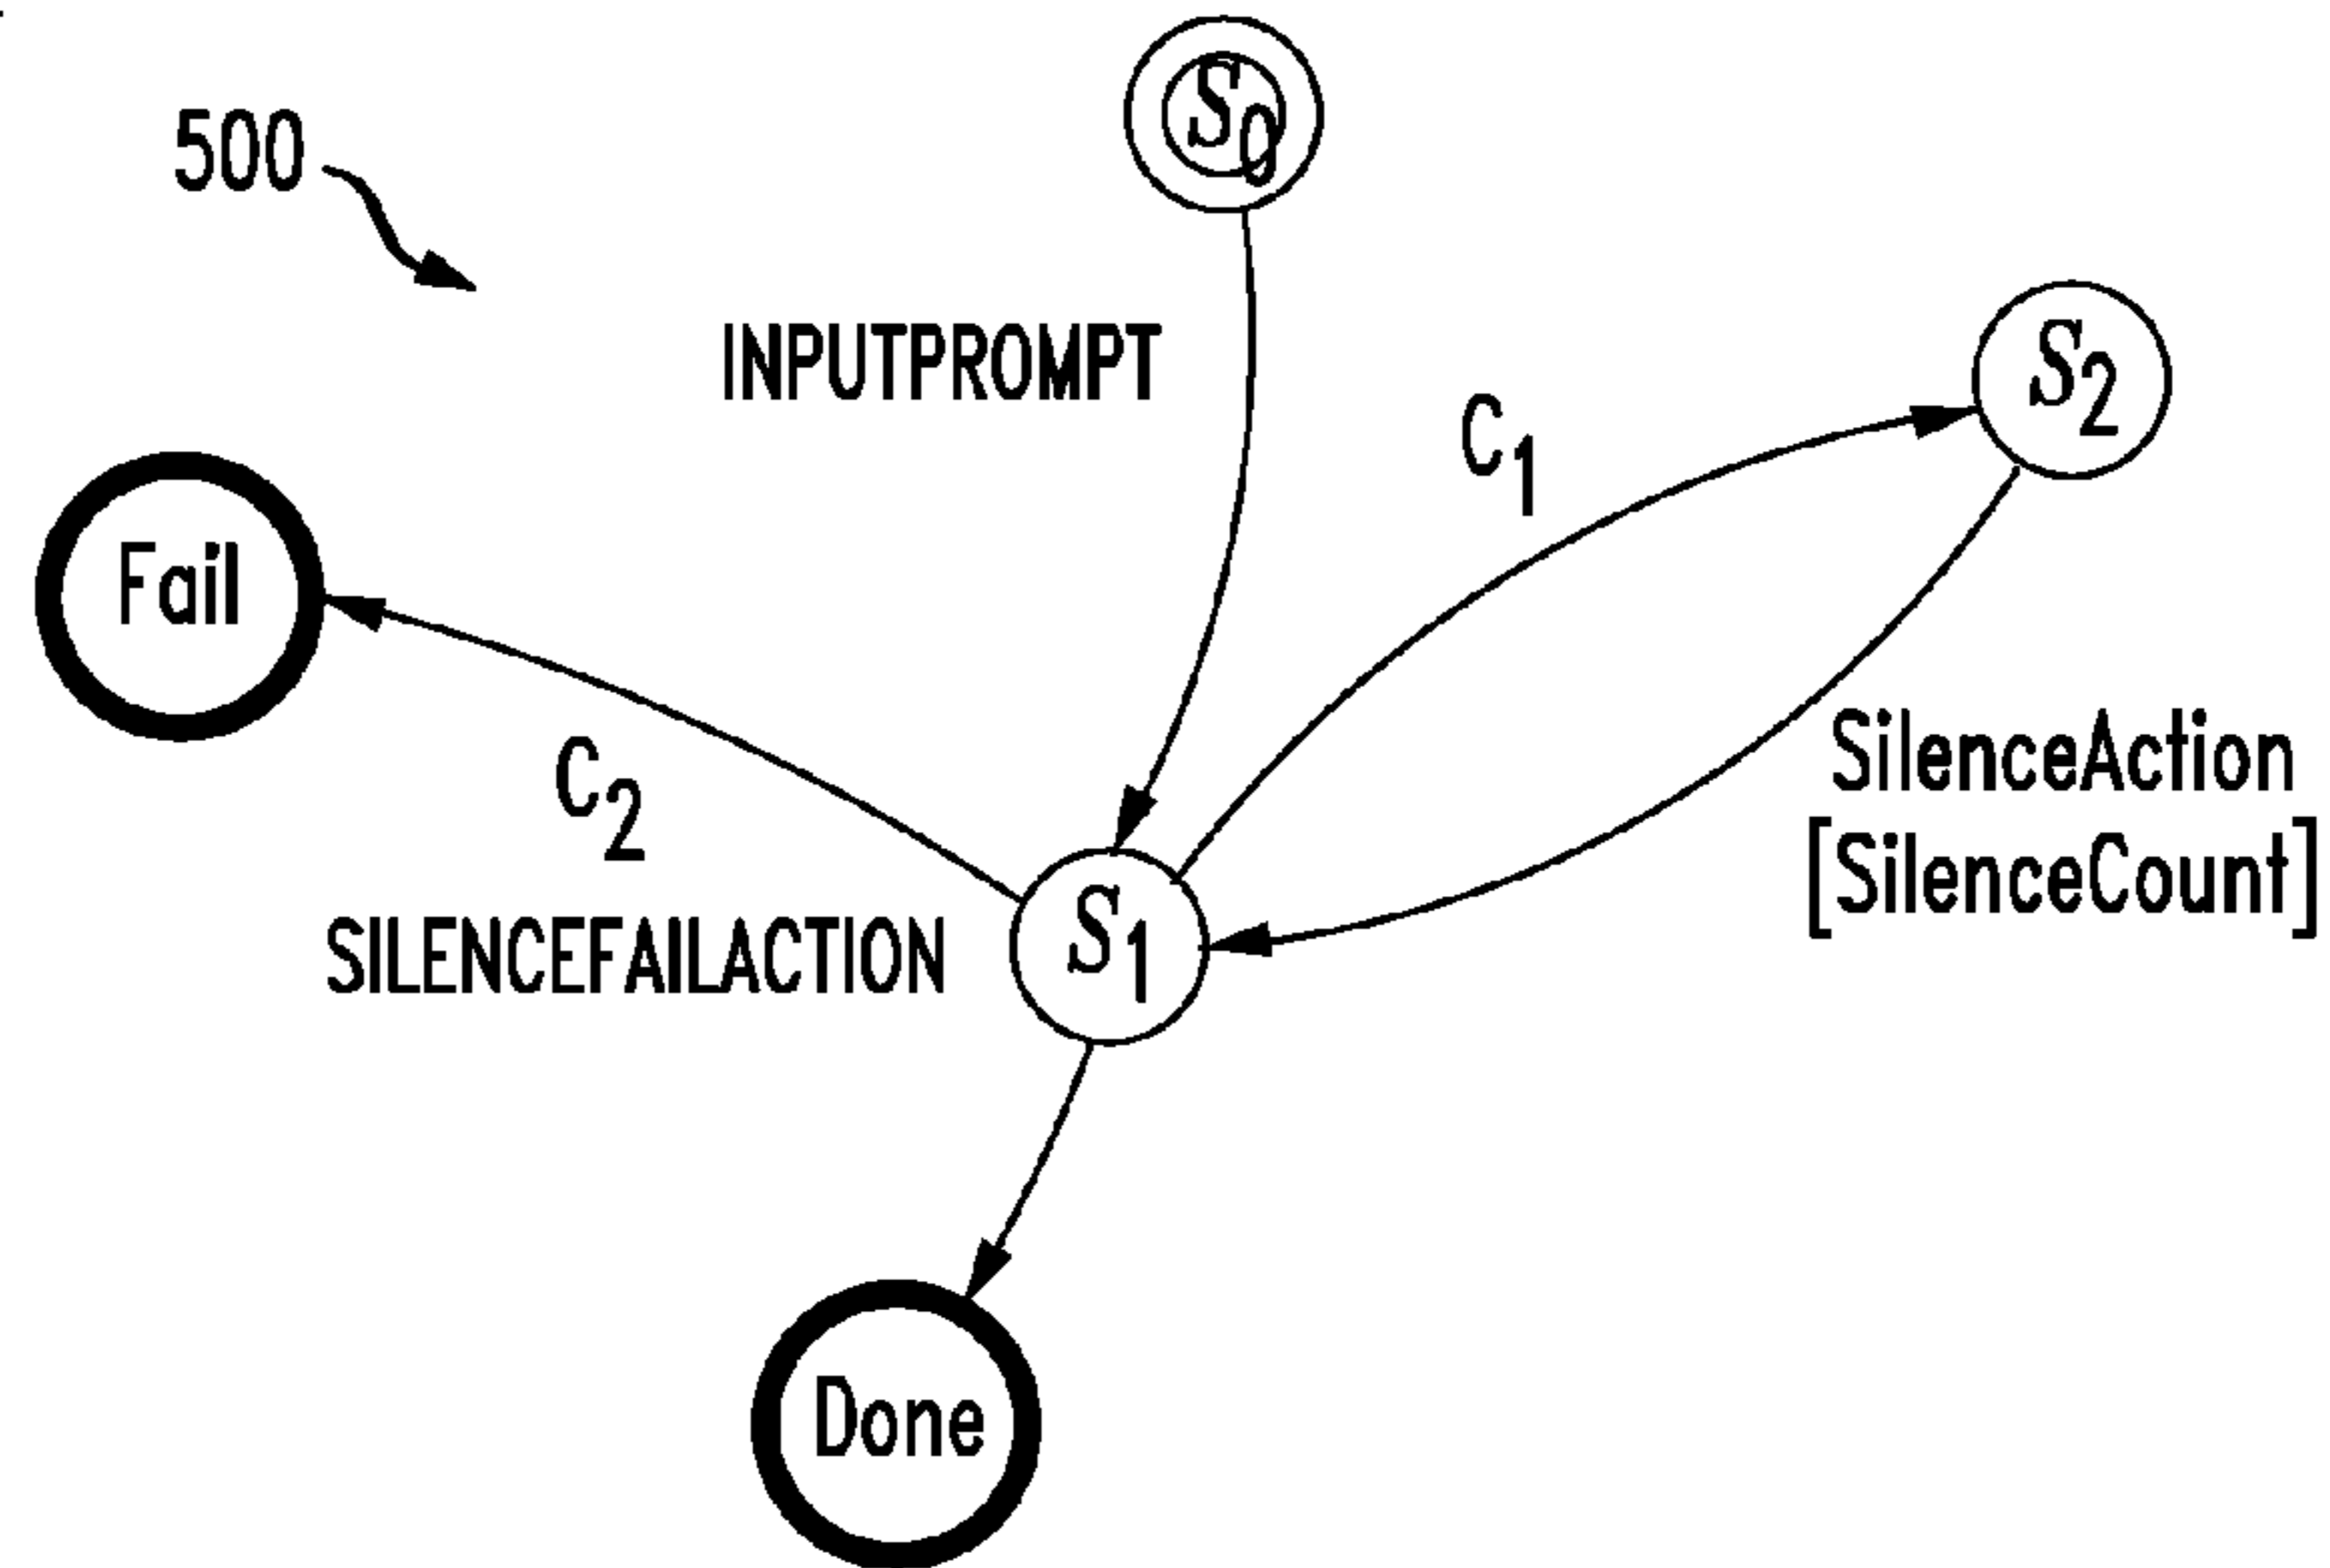 S0
500
INPUTPROMPT
S2
C1
Fail
C2
SilenceAction
[SilenceCount]
SILENCEFAILACTION
S1
Done